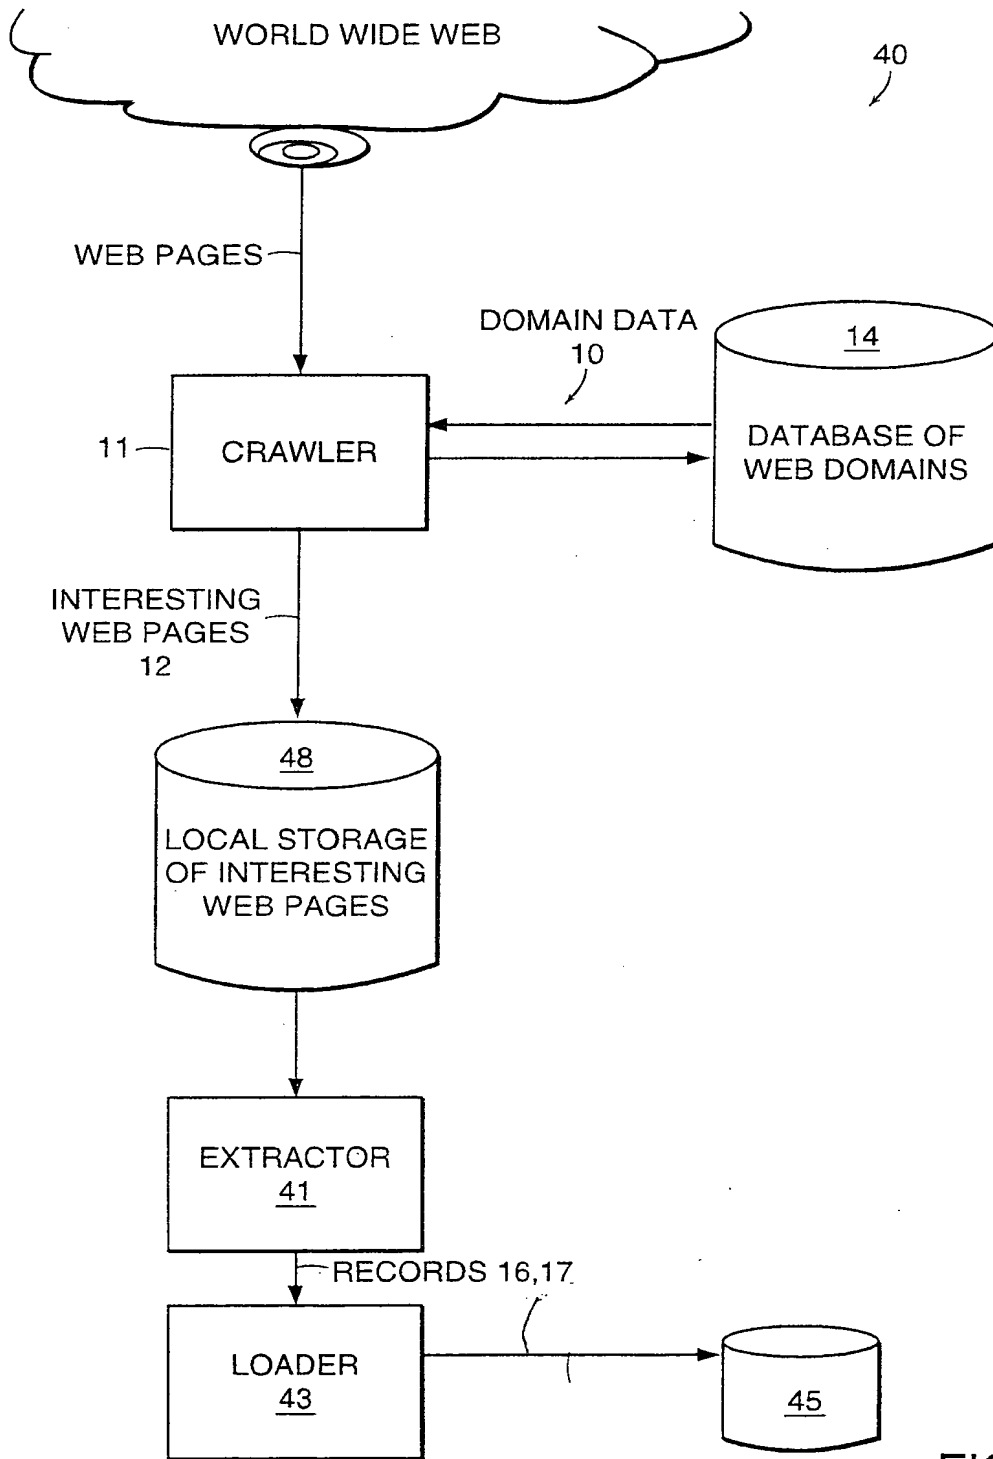 WORLD WIDE WEB
40
WEB PAGES
DOMAIN DATA
10
14
DATABASE OF
WEB DOMAINS
11
CRAWLER
INTERESTING
WEB PAGES
12
48
LOCAL STORAGE
OF INTERESTING
WEB PAGES
EXTRACTOR
41
RECORDS 16,17
LOADER
43
45